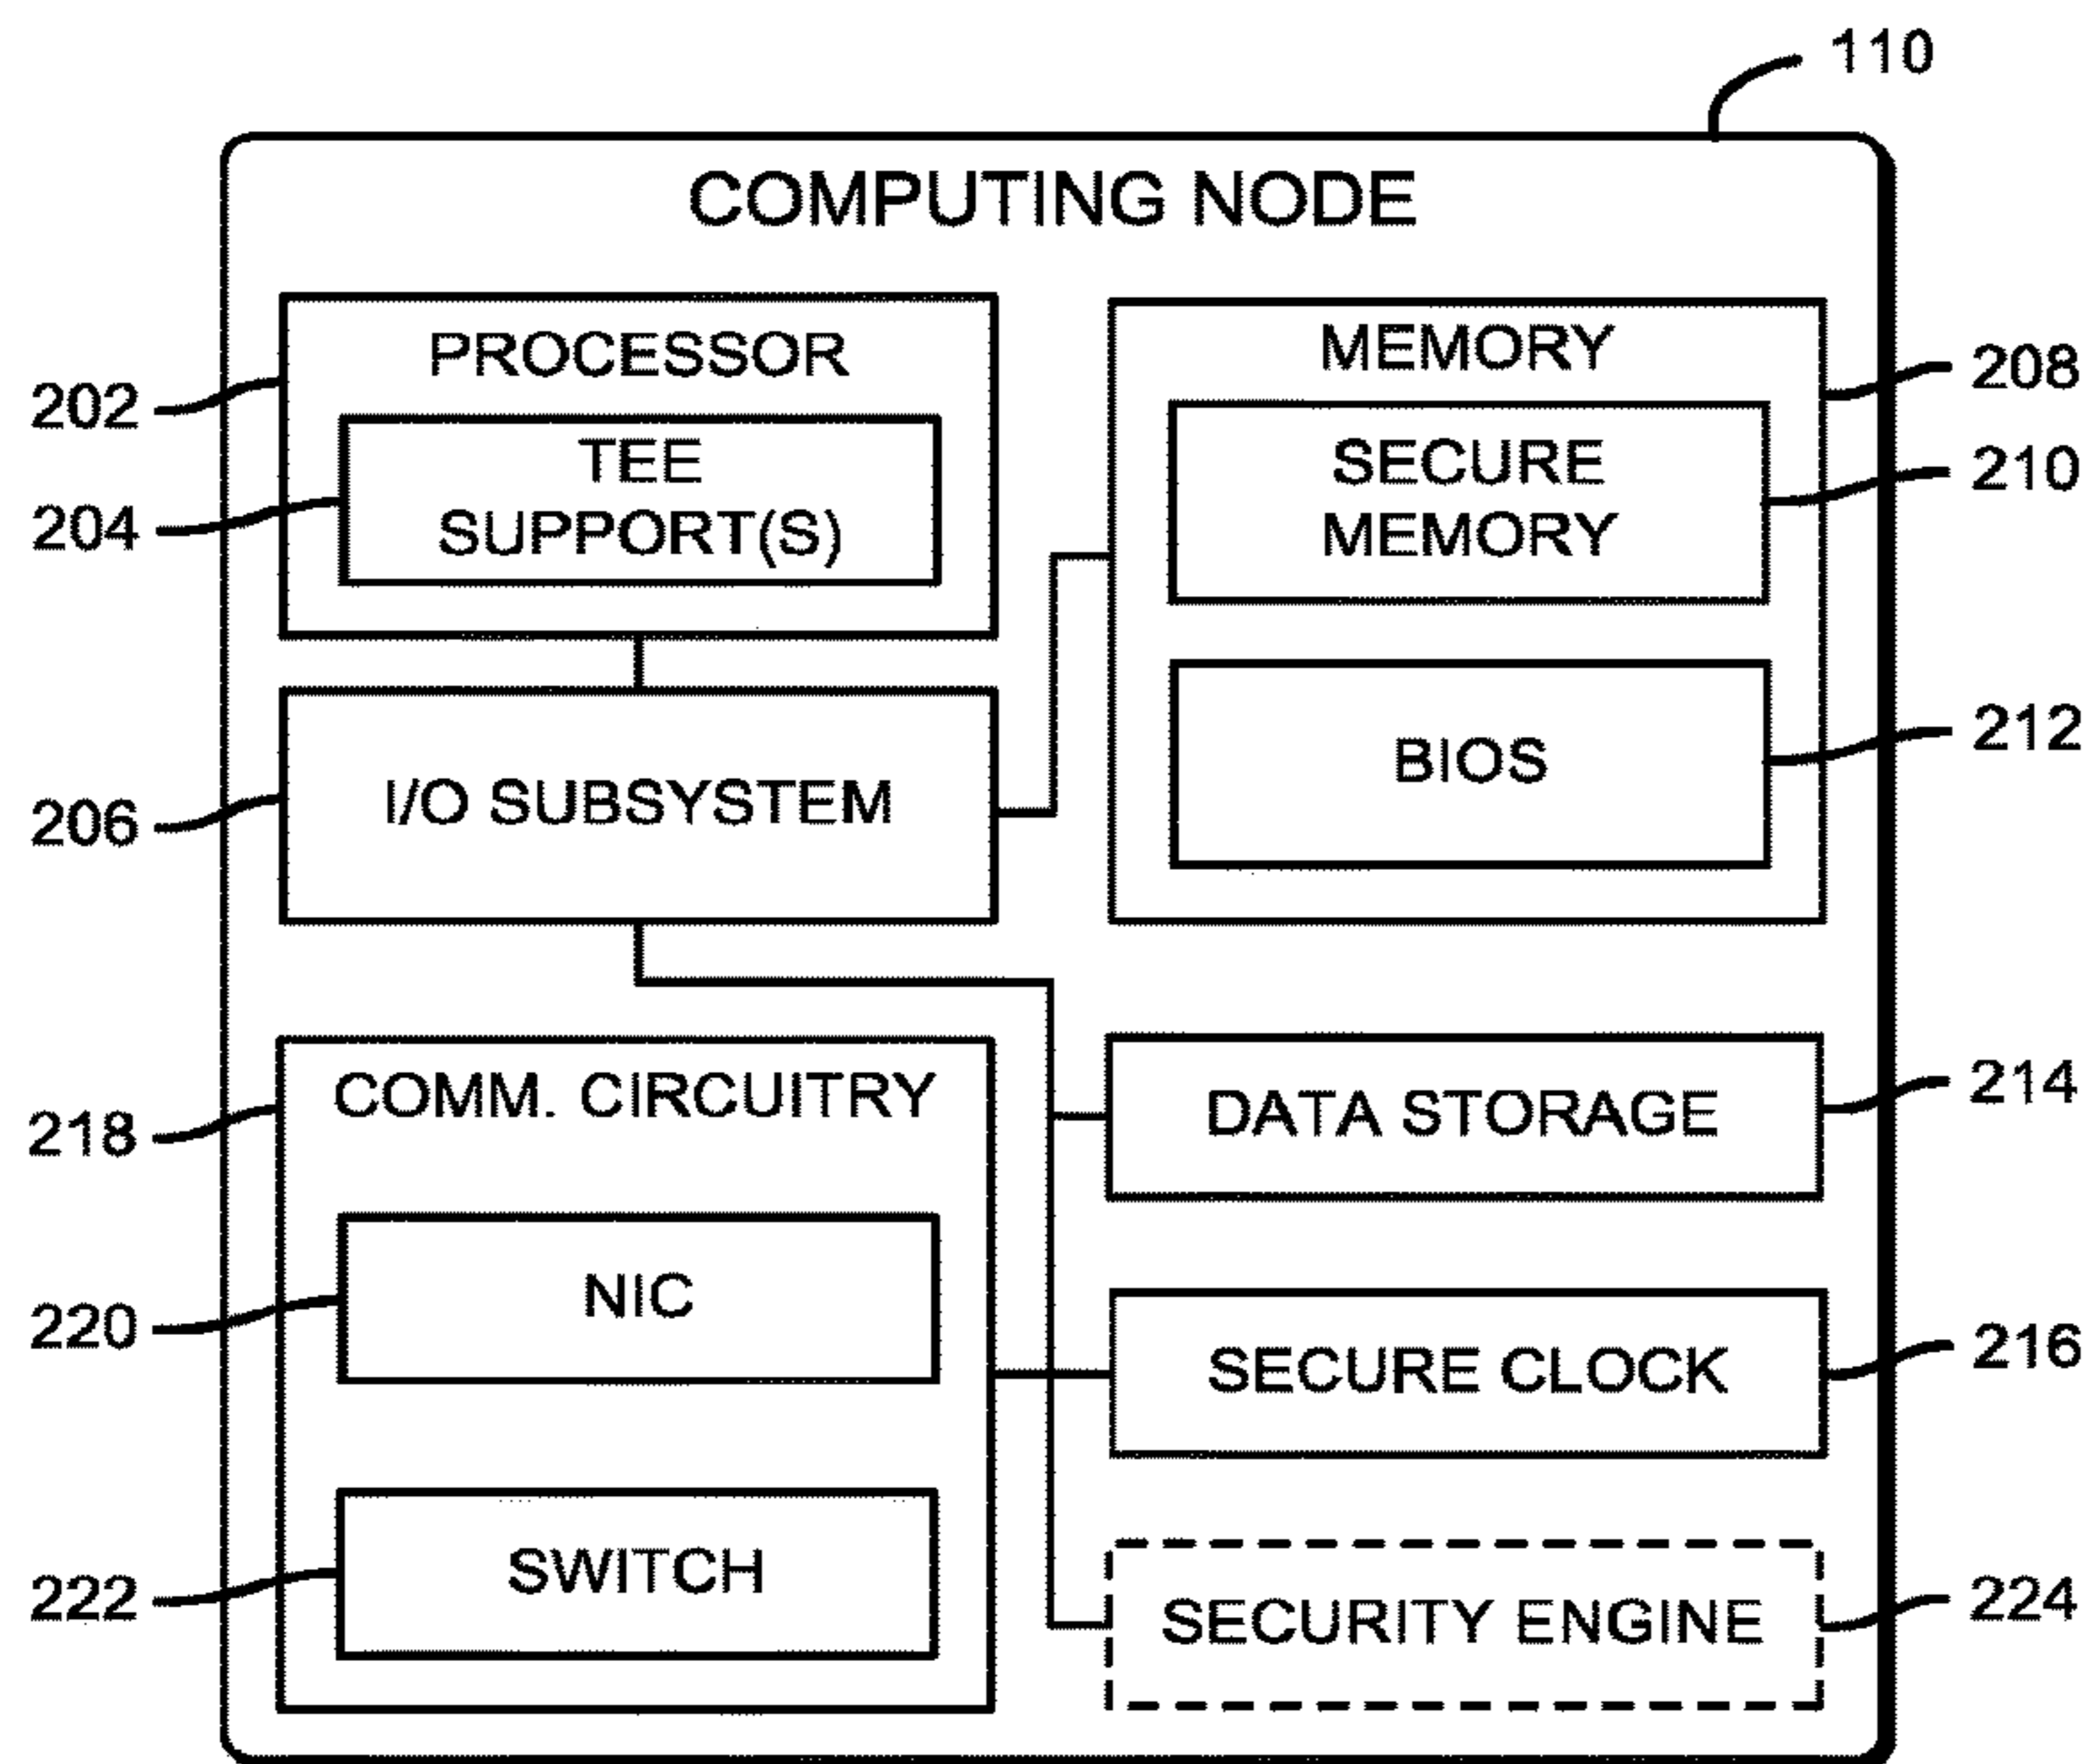 110
COMPUTING NODE
PROCESSOR
202
TEE
SUPPORT(S)
204
MEMORY
208
SECURE
MEMORY
210
BIOS
212
I/O SUBSYSTEM
206
COMM. CIRCUITRY
218
NIC
220
SWITCH
222
DATA STORAGE
214
SECURE CLOCK
216
SECURITY ENGINE
224